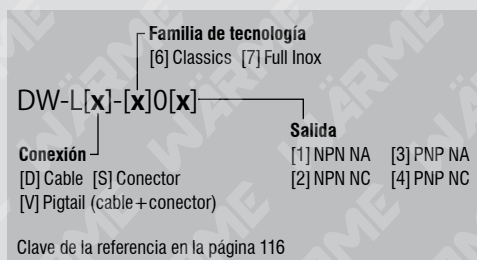 Familia de tecnología
[6] Classics [7] Full Inox
DW-L[x]-[x]0[x]
Salida
Conexión
[1] NPN NA [3] PNP NA
[D] Cable [S] Conector
[2] NPN NC [4] PNP NC
[V] Pigtail (cable+conector)
Clave de la referencia en la página 116
WÄRME